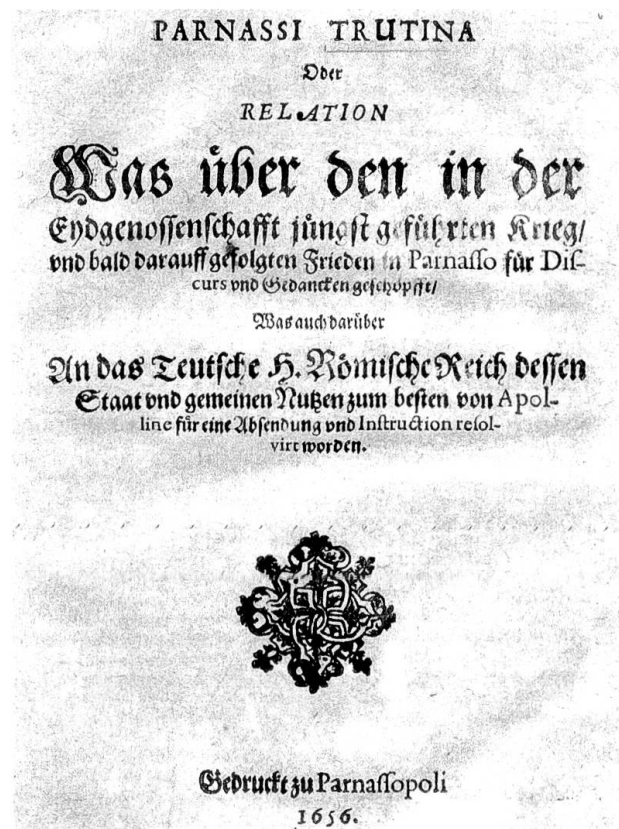 PARNASSI TRUTINA
Oder
RELATION
Was über den in der
Eydgenossenschafft jüngst geführten Krieg/
vnd bald darauff gefolgten Frieden in Parnasso für Dis-
curs vnd Gedancken geschöpfft/
Was auch darüber
An das Teutsche H. Römische Reich dessen
Staat vnd gemeinen Nutzen zum besten von Apol-
line für eine Absendung vnd Instruction resol-
virt worden.
Gedruckt zu Parnassopoli
1656.